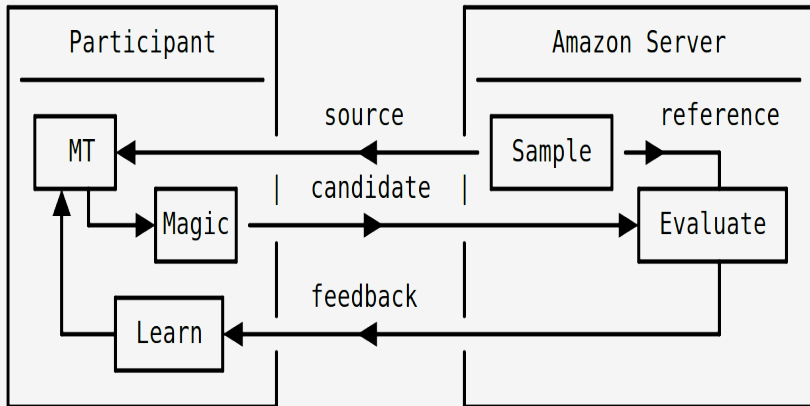 Participant
Amazon Server
source
reference
MT
Sample
candidate
Magic
Evaluate
feedback
Learn